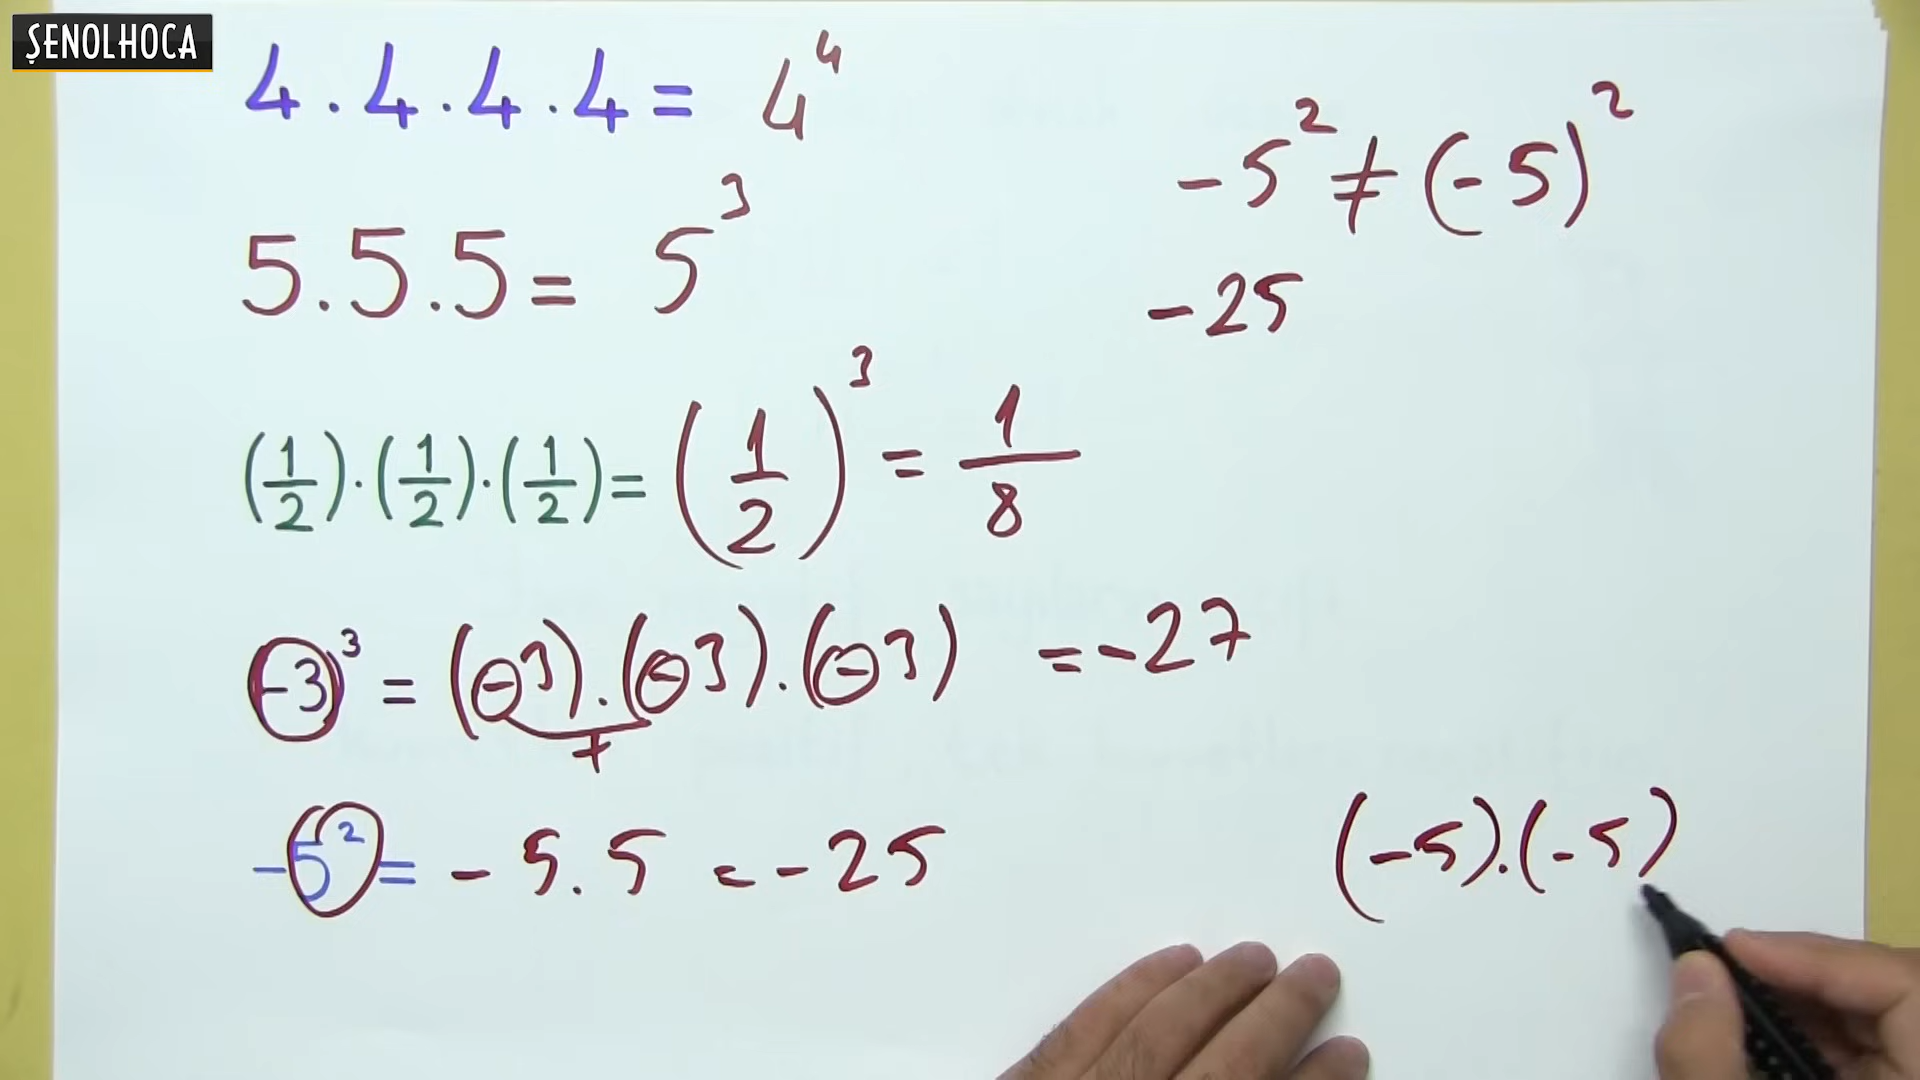 ŞENOLHOCA
4 . 4 . 4 . 4 = 4⁴
5 . 5 . 5 = 5³
(1/2) . (1/2) . (1/2) = (1/2)³ = 1/8
(-3)³ = (-3) . (-3) . (-3) = -27
+
-5² = - 5 . 5 = -25
-5² ≠ (-5)²
-25
(-5) . (-5)